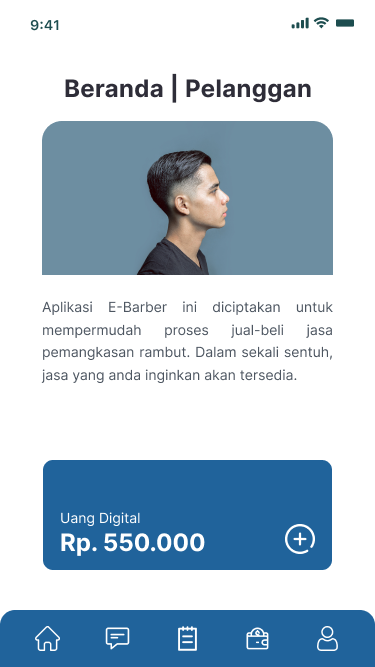 9:41
Beranda | Pelanggan
Aplikasi E-Barber ini diciptakan untuk
mempermudah proses jual-beli jasa
pemangkasan rambut. Dalam sekali sentuh,
jasa yang anda inginkan akan tersedia.
Uang Digital
Rp. 550.000